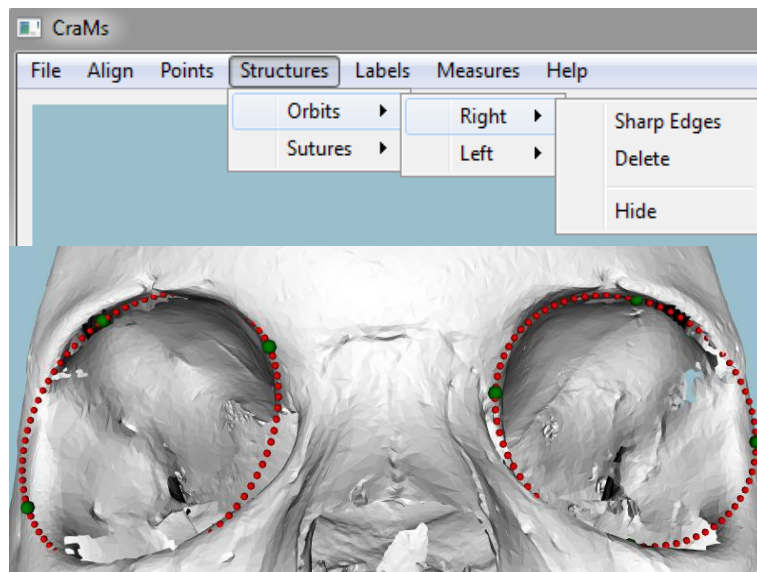 CraMs
File Align Points Structures Labels Measures Help
Orbits Right Sharp Edges
Sutures Left Delete
Hide